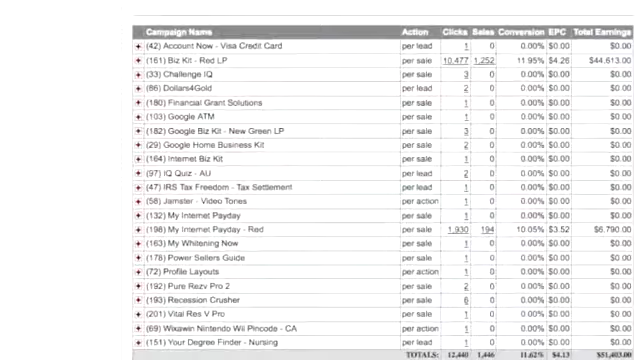 Campaign Name Action Clicks Sales Conversion EPC Total Earnings
(42) Account Now - Visa Credit Card per lead 1 0 0.00% $0.00 $0.00
(161) Biz Kit - Red LP per sale 10,477 1,252 11.95% $4.26 $44,613.00
(33) Challenge IQ per sale 3 0 0.00% $0.00 $0.00
(86) Dollars4Gold per lead 2 0 0.00% $0.00 $0.00
(180) Financial Grant Solutions per sale 1 0 0.00% $0.00 $0.00
(103) Google ATM per sale 1 0 0.00% $0.00 $0.00
(182) Google Biz Kit - New Green LP per sale 3 0 0.00% $0.00 $0.00
(29) Google Home Business Kit per sale 2 0 0.00% $0.00 $0.00
(164) Internet Biz Kit per sale 1 0 0.00% $0.00 $0.00
(97) IQ Quiz - AU per lead 2 0 0.00% $0.00 $0.00
(47) IRS Tax Freedom - Tax Settlement per lead 1 0 0.00% $0.00 $0.00
(58) Jamster - Video Tones per action 1 0 0.00% $0.00 $0.00
(132) My Internet Payday per sale 1 0 0.00% $0.00 $0.00
(198) My Internet Payday - Red per sale 1,930 194 10.05% $3.52 $6,790.00
(163) My Whitening Now per sale 1 0 0.00% $0.00 $0.00
(178) Power Sellers Guide per sale 1 0 0.00% $0.00 $0.00
(72) Profile Layouts per action 1 0 0.00% $0.00 $0.00
(192) Pure Rezv Pro 2 per sale 2 0 0.00% $0.00 $0.00
(193) Recession Crusher per sale 6 0 0.00% $0.00 $0.00
(201) Vital Res V Pro per sale 1 0 0.00% $0.00 $0.00
(69) Wixawin Nintendo Wii Pincode - CA per action 1 0 0.00% $0.00 $0.00
(151) Your Degree Finder - Nursing per lead 1 0 0.00% $0.00 $0.00
TOTALS: 12,440 1,446 11.62% $4.13 $51,403.00